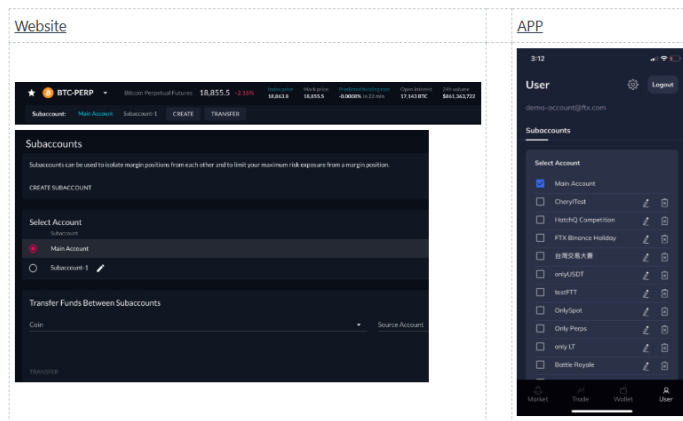 Website
BTC-PERP Bitcoin Perpetual Futures 18,855.5 -2.16% Index price 18,863.8 Mark price 18,855.5 Predicted funding rate -0.0008% in 22 min Open interest 17,143 BTC 24h volume $861,363,722
Subaccount: Main Account Subaccount-1 CREATE TRANSFER
Subaccounts
Subaccounts can be used to isolate margin positions from each other and to limit your maximum risk exposure from a margin position.
CREATE SUBACCOUNT
Select Account
Subaccount
Main Account
Subaccount-1
Transfer Funds Between Subaccounts
Coin Source Account
TRANSFER
APP
3:12
User Logout
demo-account@ftx.com
Subaccounts
Select Account
Main Account
CherylTest
HatchQ Competition
FTX Binance Holiday
台灣交易大賽
onlyUSDT
testFTT
OnlySpot
Only Perps
only LT
Battle Royale
Market Trade Wallet User